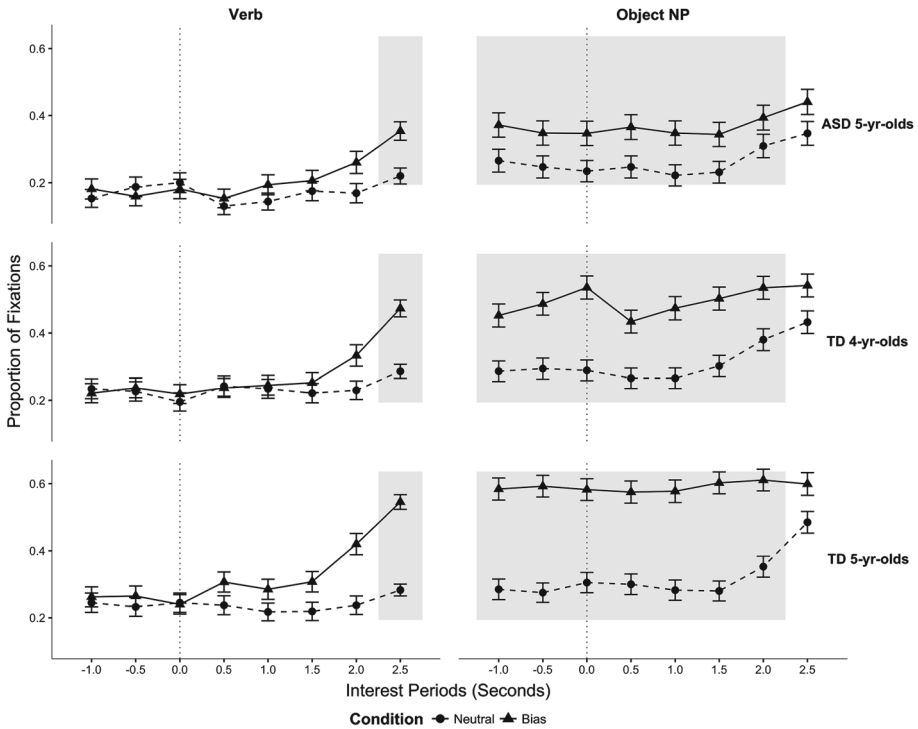 Verb Object NP
0.6
0.4
0.2
ASD 5-yr-olds
0.6
0.4
0.2
TD 4-yr-olds
0.6
0.4
0.2
TD 5-yr-olds
Proportion of Fixations
-1.0 -0.5 0.0 0.5 1.0 1.5 2.0 2.5 -1.0 -0.5 0.0 0.5 1.0 1.5 2.0 2.5
Interest Periods (Seconds)
Condition Neutral Bias